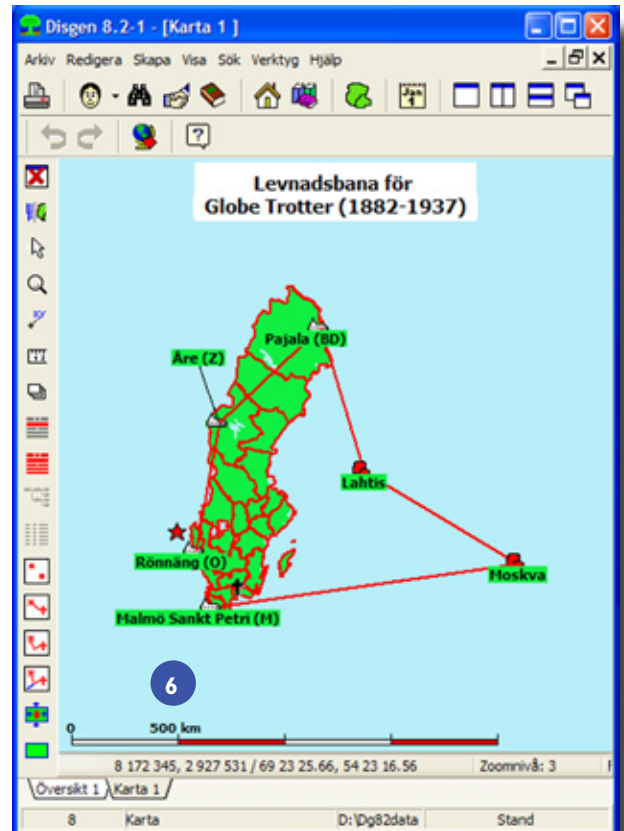 Disgen 8.2-1 - [Karta 1 ]
Arkiv Redigera Skapa Visa Sök Verktyg Hjälp
Jan
1
Levnadsbana för
Globe Trotter (1882-1937)
Pajala (BD)
Åre (Z)
Lahtis
Rönnäng (O)
Moskva
Malmö Sankt Petri (M)
6
0 500 km
8 172 345, 2 927 531 / 69 23 25.66, 54 23 16.56 Zoomnivå: 3
Översikt 1 Karta 1
8 Karta D:\Dg82data Stand